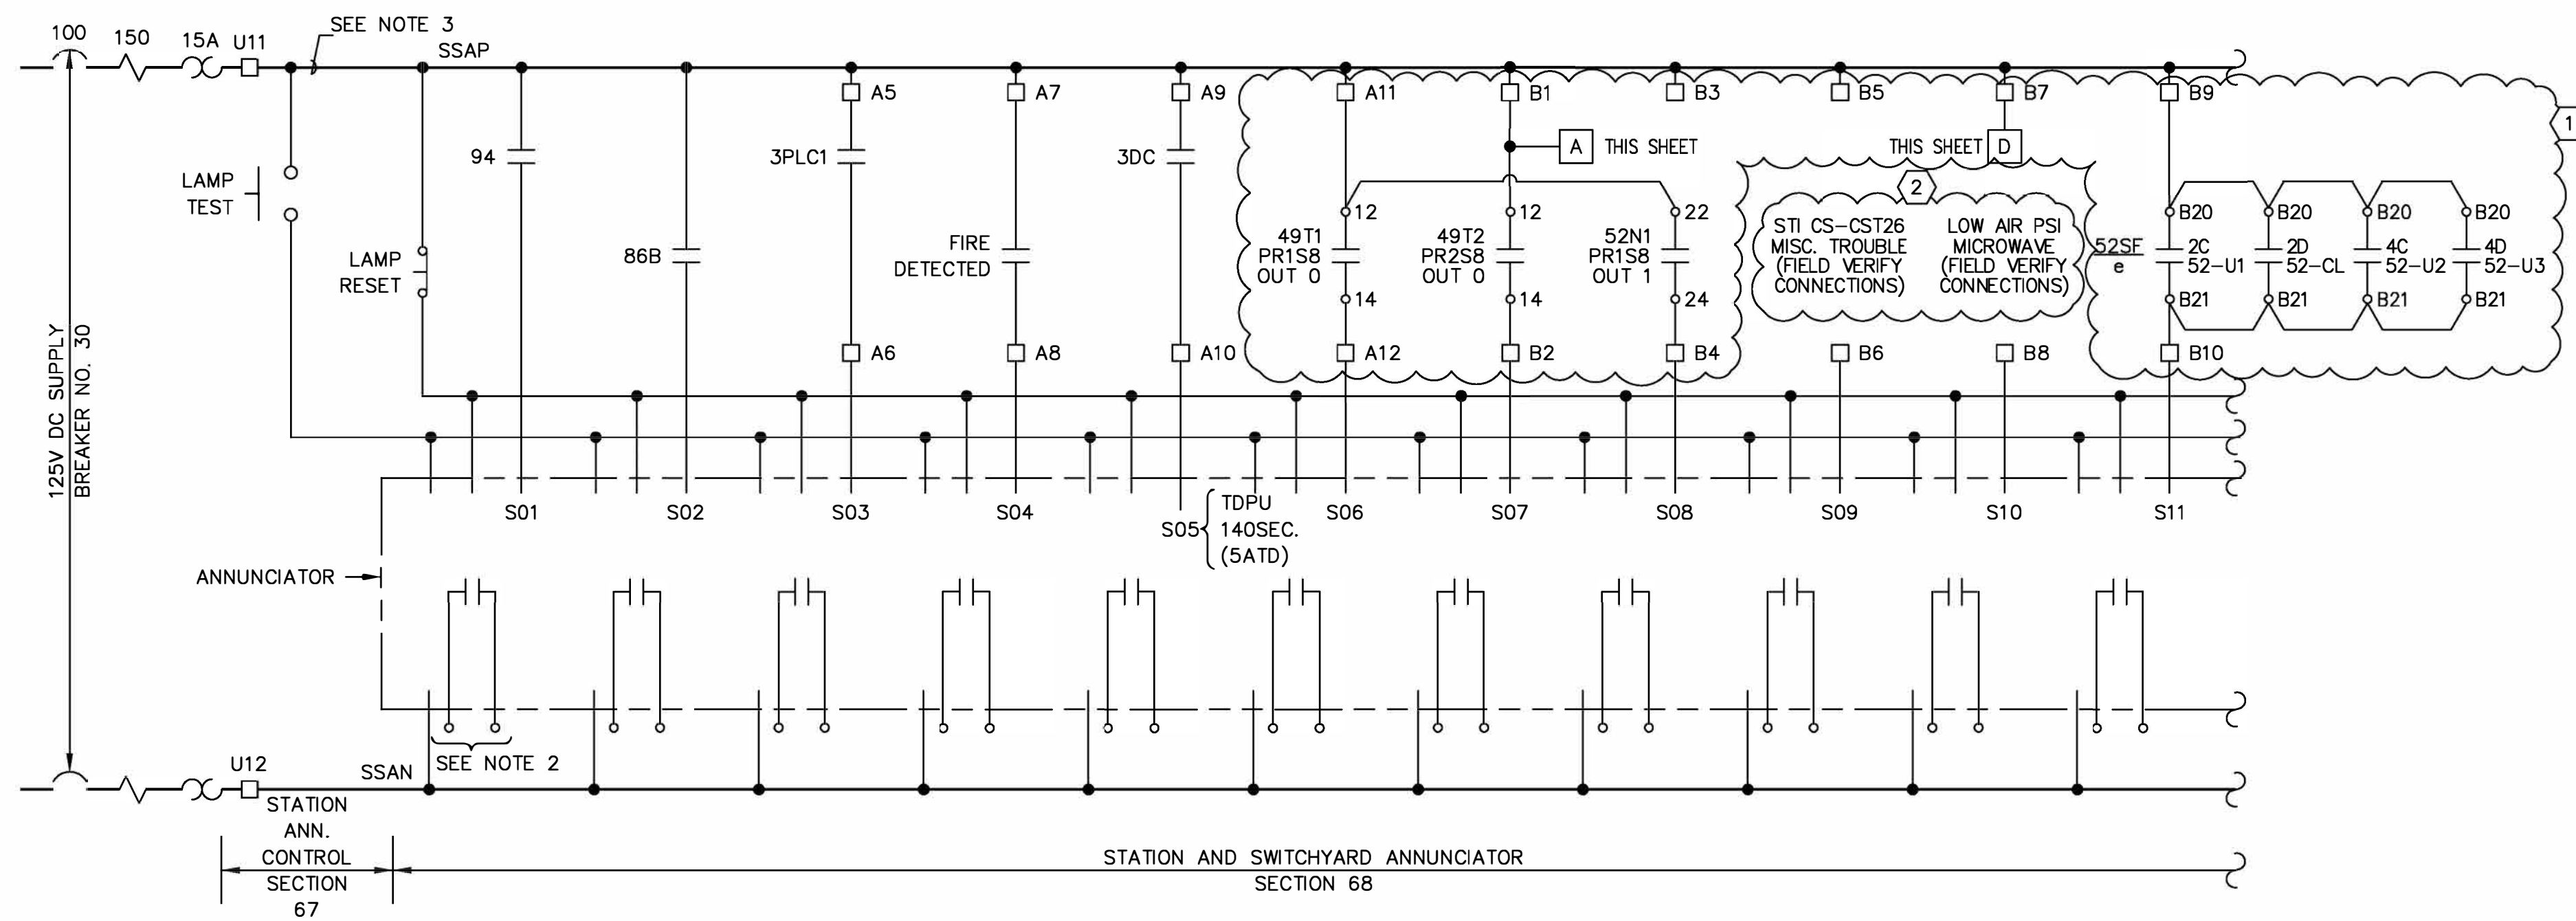 100
150
15A
U11
SEE NOTE 3
SSAP
A5
A7
A9
A11
B1
B3
B5
B7
B9
1
94
3PLC1
3DC
A THIS SHEET
THIS SHEET D
LAMP
TEST
LAMP
RESET
86B
FIRE
DETECTED
12
49T1
PR1S8
OUT 0
14
12
49T2
PR2S8
OUT 0
14
22
52N1
PR1S8
OUT 1
24
2
STI CS-CST26
MISC. TROUBLE
(FIELD VERIFY
CONNECTIONS)
LOW AIR PSI
MICROWAVE
(FIELD VERIFY
CONNECTIONS)
52SF
e
B20
2C
52-U1
B21
B20
2D
52-CL
B21
B20
4C
52-U2
B21
B20
4D
52-U3
B21
A6
A8
A10
A12
B2
B4
B6
B8
B10
125V DC SUPPLY
BREAKER NO. 30
S01
S02
S03
S04
S05
TDPU
140SEC.
(5ATD)
S06
S07
S08
S09
S10
S11
ANNUNCIATOR
SEE NOTE 2
U12
SSAN
STATION
ANN.
CONTROL
SECTION
67
STATION AND SWITCHYARD ANNUNCIATOR
SECTION 68